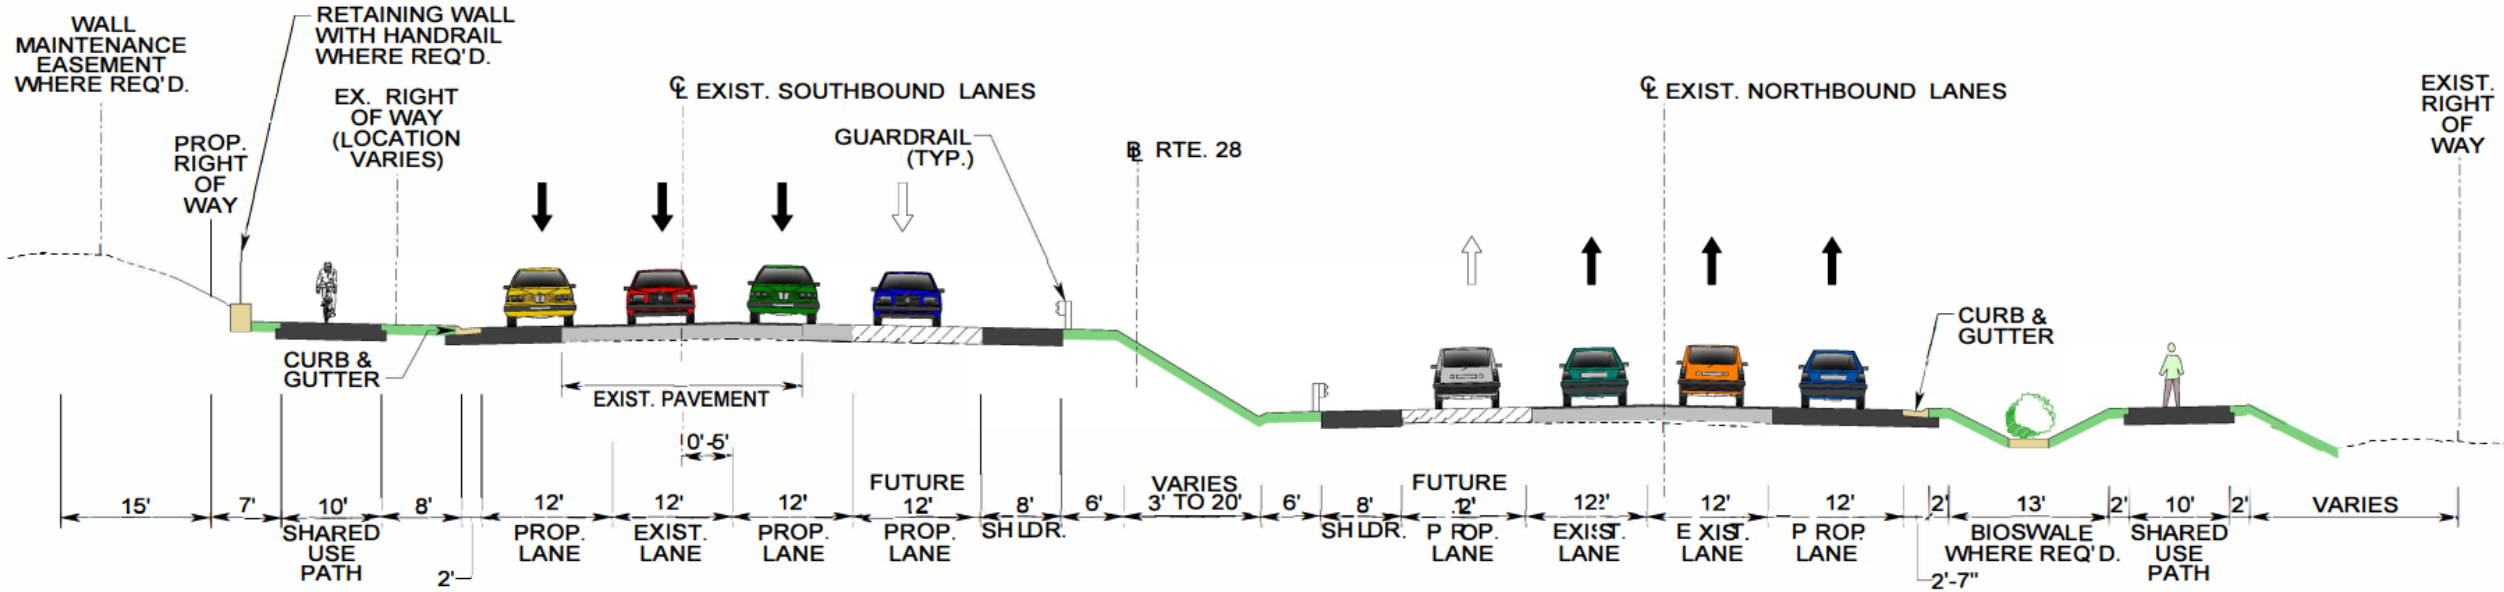 WALL
MAINTENANCE
EASEMENT
WHERE REQ'D.
RETAINING WALL
WITH HANDRAIL
WHERE REQ'D.
PROP.
RIGHT
OF
WAY
EX. RIGHT
OF WAY
(LOCATION
VARIES)
℄ EXIST. SOUTHBOUND LANES
GUARDRAIL
(TYP.)
BL RTE. 28
℄ EXIST. NORTHBOUND LANES
EXIST.
RIGHT
OF
WAY
CURB &
GUTTER
EXIST. PAVEMENT
0'-5'
CURB &
GUTTER
15'
7'
10'
SHARED
USE
PATH
8'
2'
12'
PROP.
LANE
12'
EXIST.
LANE
12'
PROP.
LANE
FUTURE
12'
PROP.
LANE
8'
SHLDR.
6'
VARIES
3' TO 20'
6'
8'
SHLDR.
FUTURE
12'
PROP.
LANE
12'
EXIST.
LANE
12'
EXIST.
LANE
12'
PROP.
LANE
2'-7"
2'
13'
BIOSWALE
WHERE REQ'D.
2'
10'
SHARED
USE
PATH
2'
VARIES